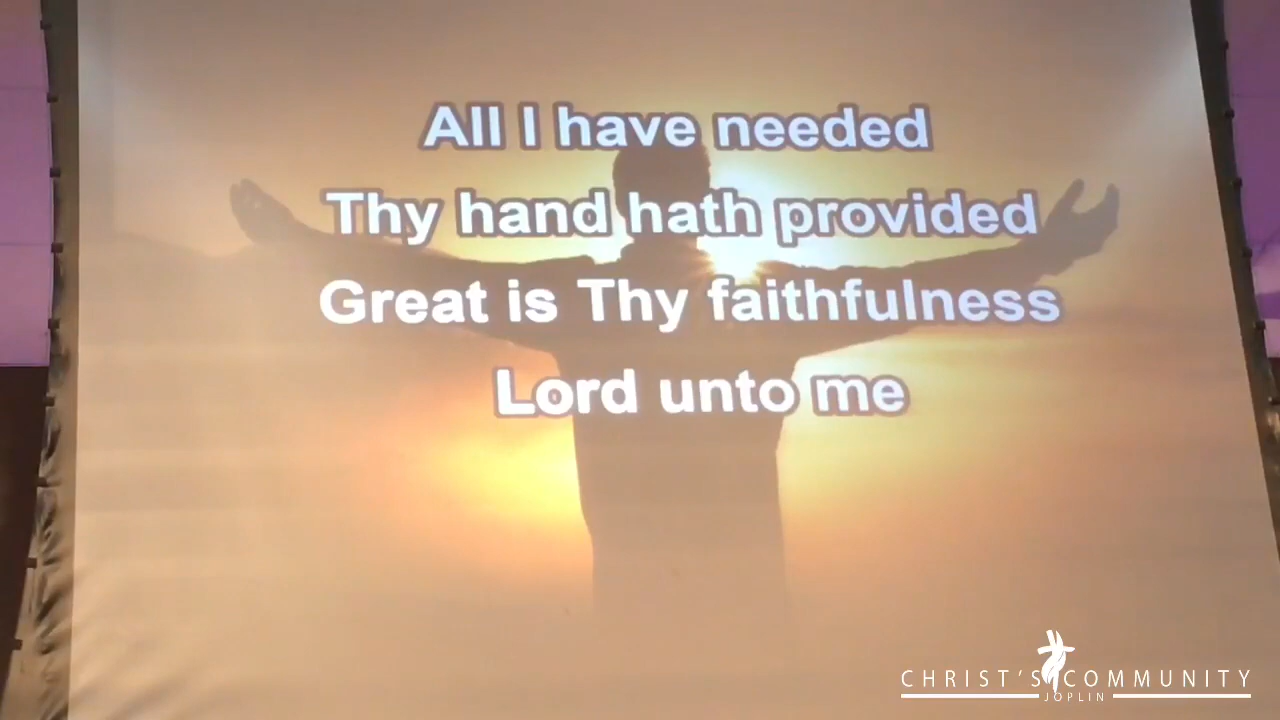 All I have needed
Thy hand hath provided
Great is Thy faithfulness
Lord unto me
CHRIST'S COMMUNITY
JOPLIN